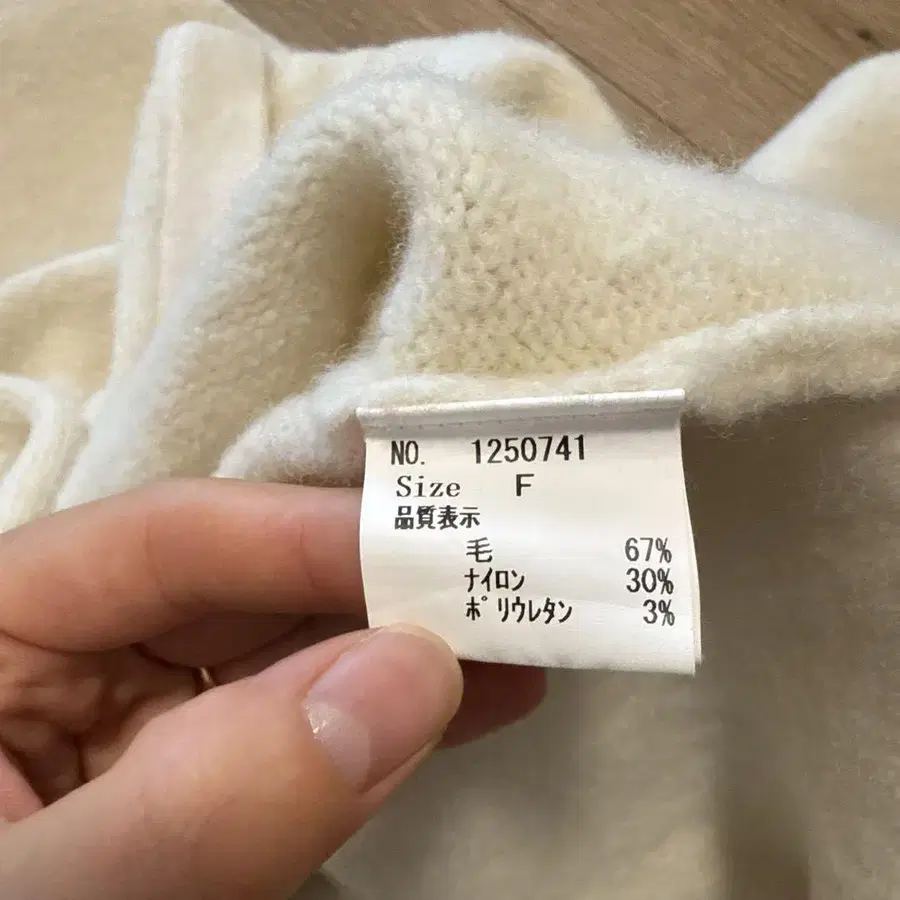 NO. 1250741
Size F
品質表示
毛 67%
ナイロン 30%
ポリウレタン 3%